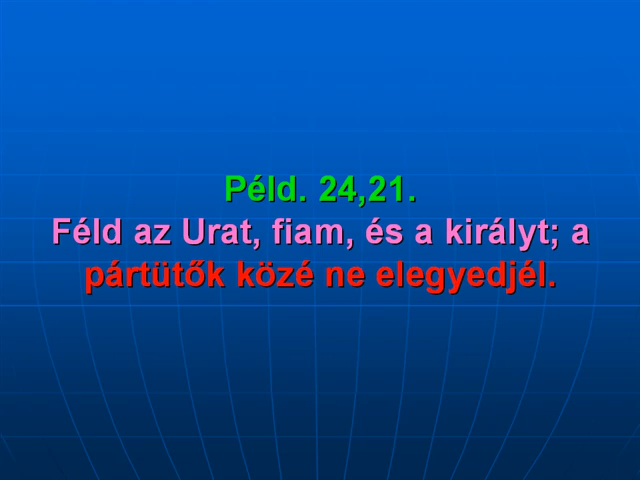 Péld. 24,21.
Féld az Urat, fiam, és a királyt; a
pártütők közé ne elegyedjél.